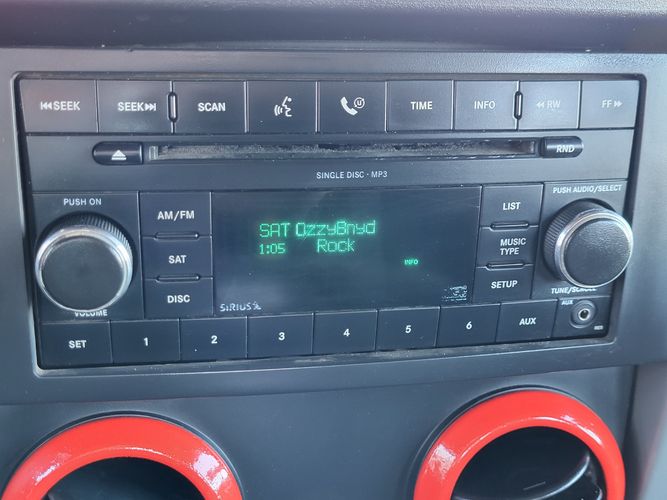 ⏮SEEK SEEK⏭ SCAN TIME INFO ◀◀ RW FF ▶▶
RND
SINGLE DISC · MP3
PUSH ON PUSH AUDIO/SELECT
AM/FM
SAT
DISC
SAT OzzyBnyd
1:05 Rock
INFO
SIRIUS
LIST
MUSIC
TYPE
SETUP
VOLUME TUNE/SCROLL
SET 1 2 3 4 5 6 AUX
AUX